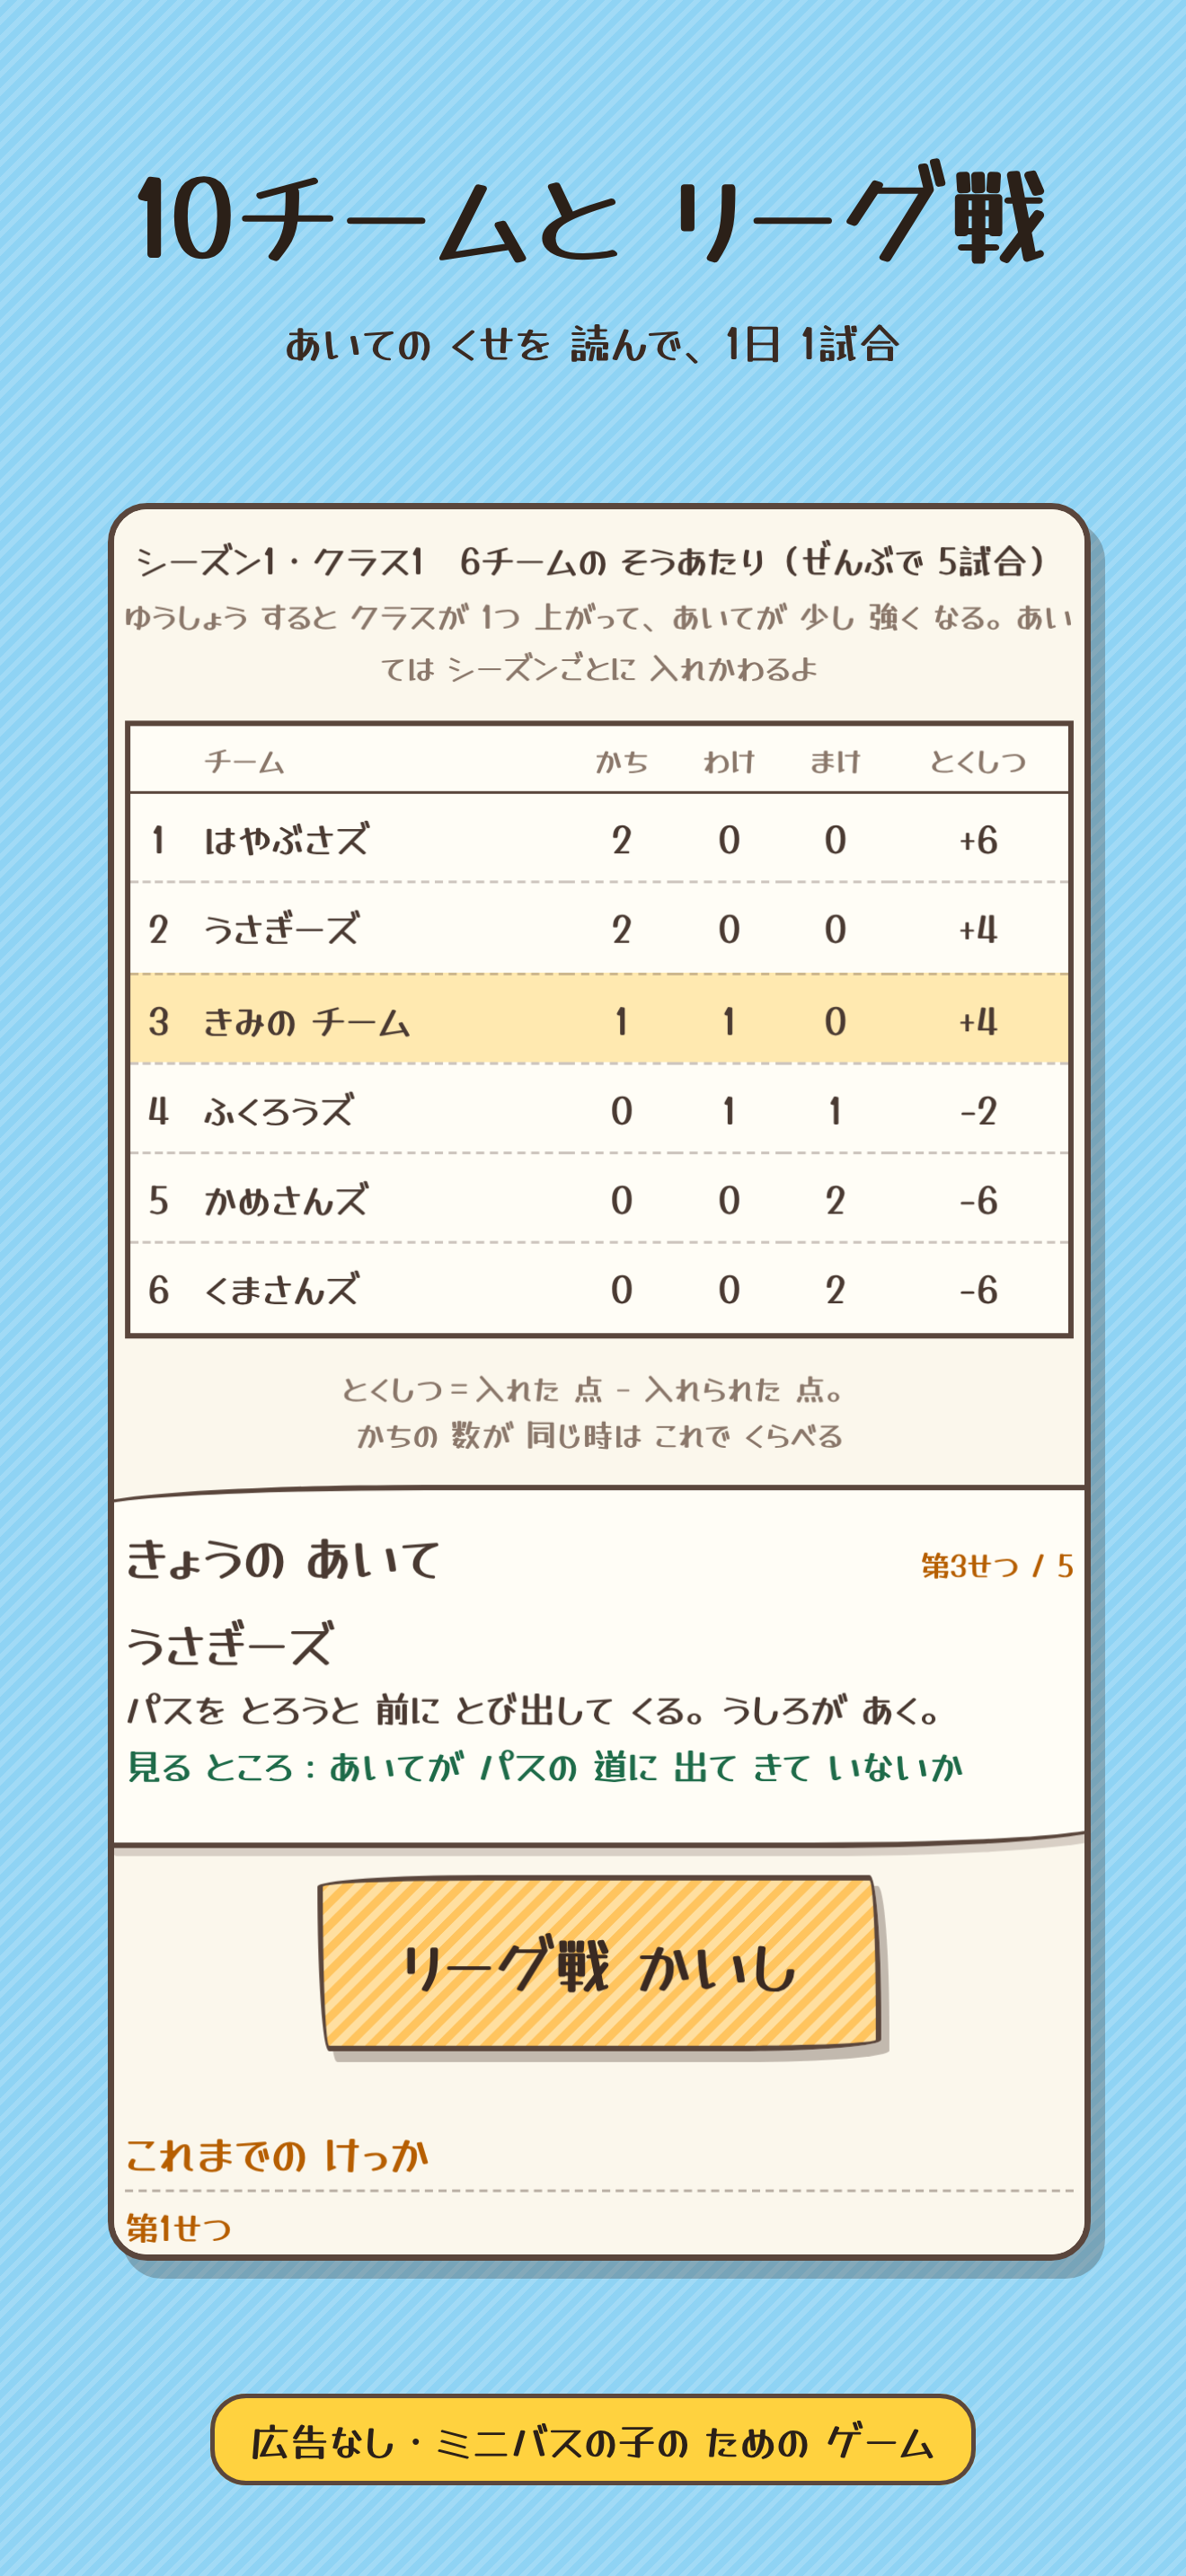 10チームと リーグ戦
あいての くせを 読んで、1日 1試合
シーズン1・クラス1　6チームの そうあたり（ぜんぶで 5試合）
ゆうしょう すると クラスが 1つ 上がって、あいてが 少し 強く なる。あい
ては シーズンごとに 入れかわるよ
チーム かち わけ まけ とくしつ
1 はやぶさズ 2 0 0 +6
2 うさぎーズ 2 0 0 +4
3 きみの チーム 1 1 0 +4
4 ふくろうズ 0 1 1 -2
5 かめさんズ 0 0 2 -6
6 くまさんズ 0 0 2 -6
とくしつ＝入れた 点 − 入れられた 点。
かちの 数が 同じ時は これで くらべる
きょうの あいて 第3せつ / 5
うさぎーズ
パスを とろうと 前に とび出して くる。うしろが あく。
見る ところ：あいてが パスの 道に 出て きて いないか
リーグ戦 かいし
これまでの けっか
第1せつ
広告なし・ミニバスの子の ための ゲーム